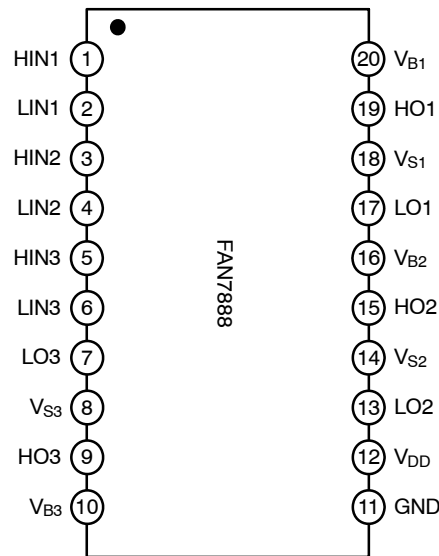 HIN1 1 20 VB1
LIN1 2 19 HO1
HIN2 3 18 VS1
LIN2 4 17 LO1
HIN3 5 16 VB2
LIN3 6 15 HO2
LO3 7 14 VS2
VS3 8 13 LO2
HO3 9 12 VDD
VB3 10 11 GND
FAN7888